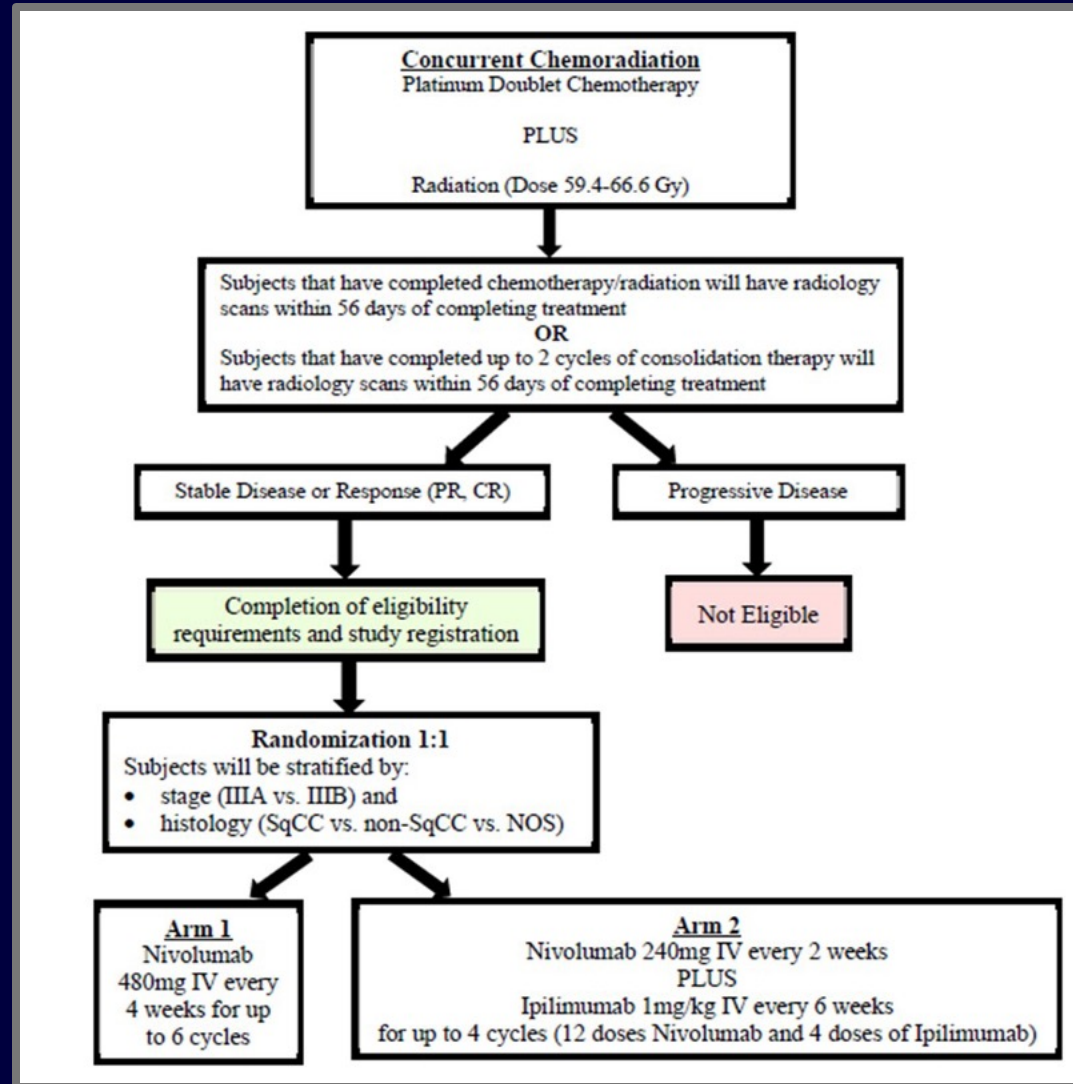 Concurrent Chemoradiation
Platinum Doublet Chemotherapy
PLUS
Radiation (Dose 59.4-66.6 Gy)
Subjects that have completed chemotherapy/radiation will have radiology
scans within 56 days of completing treatment
OR
Subjects that have completed up to 2 cycles of consolidation therapy will
have radiology scans within 56 days of completing treatment
Stable Disease or Response (PR, CR)
Progressive Disease
Completion of eligibility
requirements and study registration
Not Eligible
Randomization 1:1
Subjects will be stratified by:
• stage (IIIA vs. IIIB) and
• histology (SqCC vs. non-SqCC vs. NOS)
Arm 1
Nivolumab
480mg IV every
4 weeks for up
to 6 cycles
Arm 2
Nivolumab 240mg IV every 2 weeks
PLUS
Ipilimumab 1mg/kg IV every 6 weeks
for up to 4 cycles (12 doses Nivolumab and 4 doses of Ipilimumab)